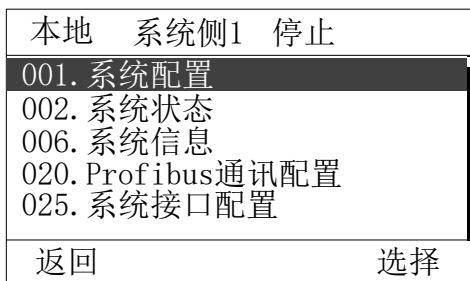 本地 系统侧1 停止
001.系统配置
002.系统状态
006.系统信息
020.Profibus通讯配置
025.系统接口配置
返回 选择